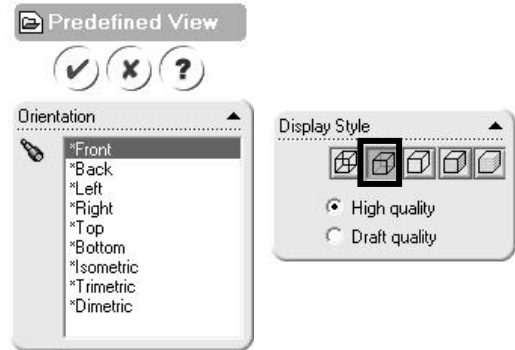 Predefined View
?
Orientation
*Front
*Back
*Left
*Right
*Top
*Bottom
*Isometric
*Trimetric
*Dimetric
Display Style
High quality
Draft quality